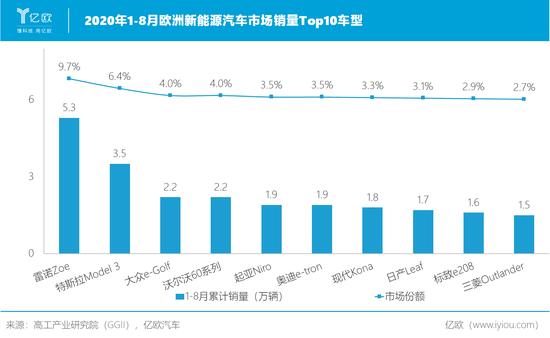 亿欧
懂科技 用亿欧
2020年1-8月欧洲新能源汽车市场销量Top10车型
9.7%
6.4%
4.0%
4.0%
3.5%
3.5%
3.3%
3.1%
2.9%
2.7%
6
3
0
5.3
3.5
2.2
2.2
1.9
1.9
1.8
1.7
1.6
1.5
雷诺Zoe
特斯拉Model 3
大众e-Golf
沃尔沃60系列
起亚Niro
奥迪e-tron
现代Kona
日产Leaf
标致e208
三菱Outlander
1-8月累计销量（万辆）
市场份额
来源：高工产业研究院（GGII），亿欧汽车
亿欧（www.iyiou.com）